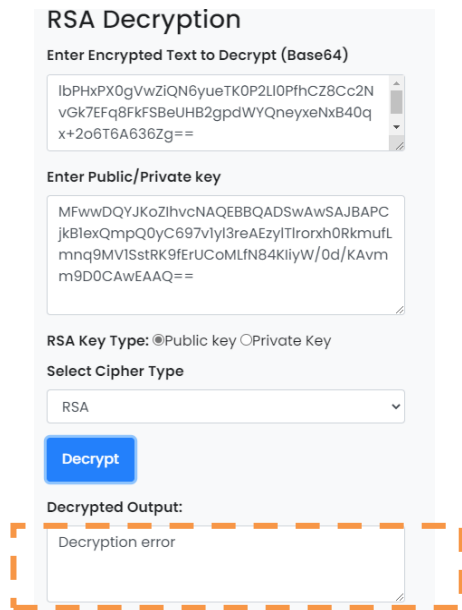 RSA Decryption
Enter Encrypted Text to Decrypt (Base64)
IbPHxPX0gVwZiQN6yueTK0P2Ll0PfhCZ8Cc2N
vGk7EFq8FkFSBeUHB2gpdWYQneyxeNxB40q
x+2o6T6A636Zg==
Enter Public/Private key
MFwwDQYJKoZIhvcNAQEBBQADSwAwSAJBAPC
jkB1exQmpQ0yC697v1yl3reAEzylTlrorxh0RkmufL
mnq9MV1SstRK9fErUCoMLfN84KIiyW/0d/KAvm
m9D0CAwEAAQ==
RSA Key Type: Public key Private Key
Select Cipher Type
RSA
Decrypt
Decrypted Output:
Decryption error